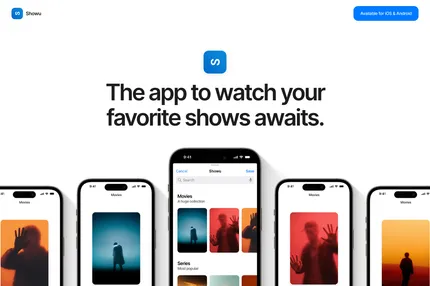 Showu
Available for iOS & Android
The app to watch your
favorite shows awaits.
9:41
9:41
9:41
9:41
9:41
Cancel
Shows
Save
Search
Movies
Movies
Movies
Movies
Movies
A huge collection
Series
Most popular